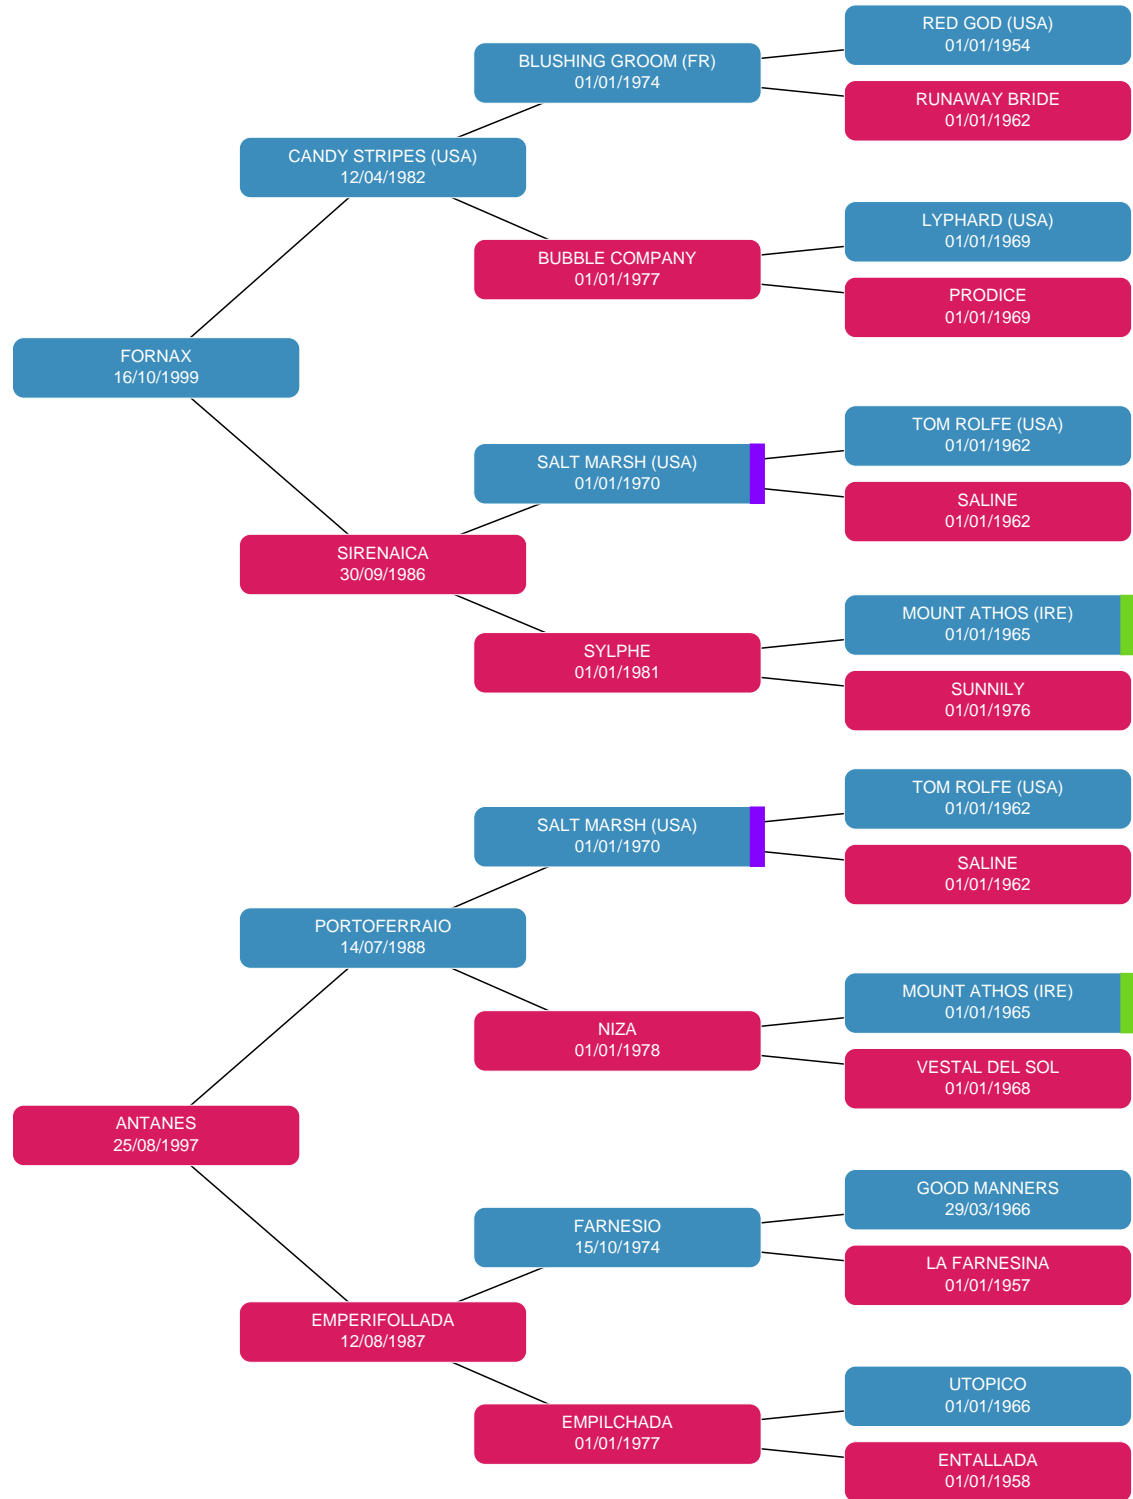 RED GOD (USA)
01/01/1954
BLUSHING GROOM (FR)
01/01/1974
RUNAWAY BRIDE
01/01/1962
CANDY STRIPES (USA)
12/04/1982
LYPHARD (USA)
01/01/1969
BUBBLE COMPANY
01/01/1977
PRODICE
01/01/1969
FORNAX
16/10/1999
TOM ROLFE (USA)
01/01/1962
SALT MARSH (USA)
01/01/1970
SALINE
01/01/1962
SIRENAICA
30/09/1986
MOUNT ATHOS (IRE)
01/01/1965
SYLPHE
01/01/1981
SUNNILY
01/01/1976
TOM ROLFE (USA)
01/01/1962
SALT MARSH (USA)
01/01/1970
SALINE
01/01/1962
PORTOFERRAIO
14/07/1988
MOUNT ATHOS (IRE)
01/01/1965
NIZA
01/01/1978
VESTAL DEL SOL
01/01/1968
ANTANES
25/08/1997
GOOD MANNERS
29/03/1966
FARNESIO
15/10/1974
LA FARNESINA
01/01/1957
EMPERIFOLLADA
12/08/1987
UTOPICO
01/01/1966
EMPILCHADA
01/01/1977
ENTALLADA
01/01/1958